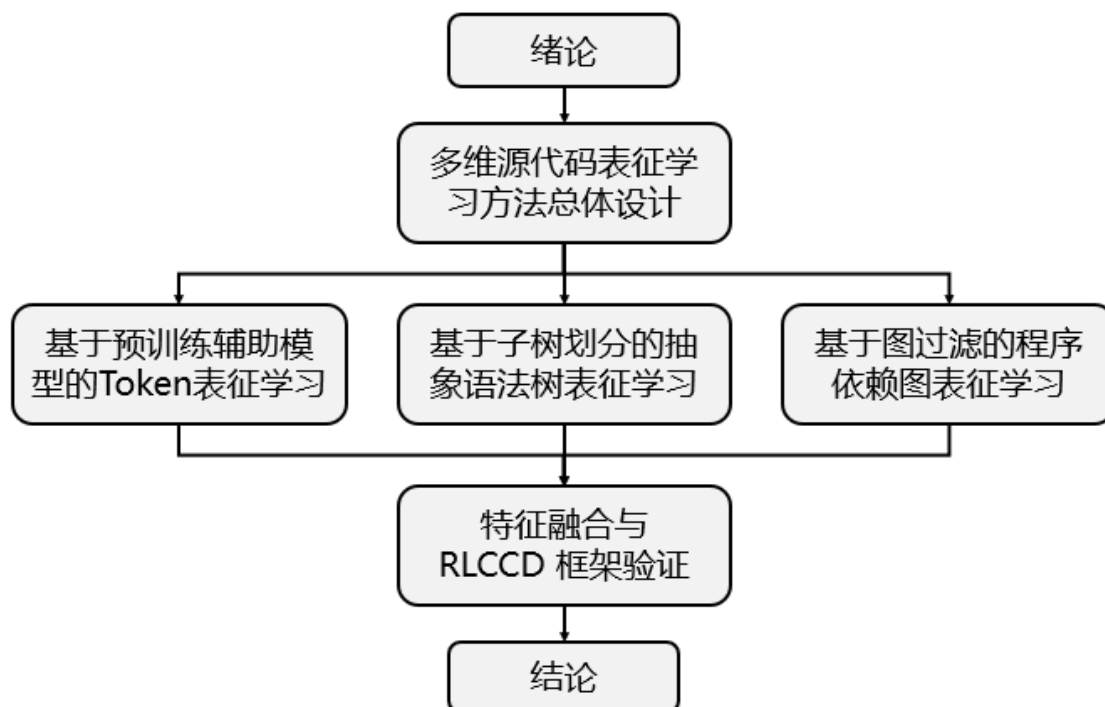 绪论
多维源代码表征学
习方法总体设计
基于预训练辅助模
型的Token表征学习
基于子树划分的抽
象语法树表征学习
基于图过滤的程序
依赖图表征学习
特征融合与
RLCCD 框架验证
结论